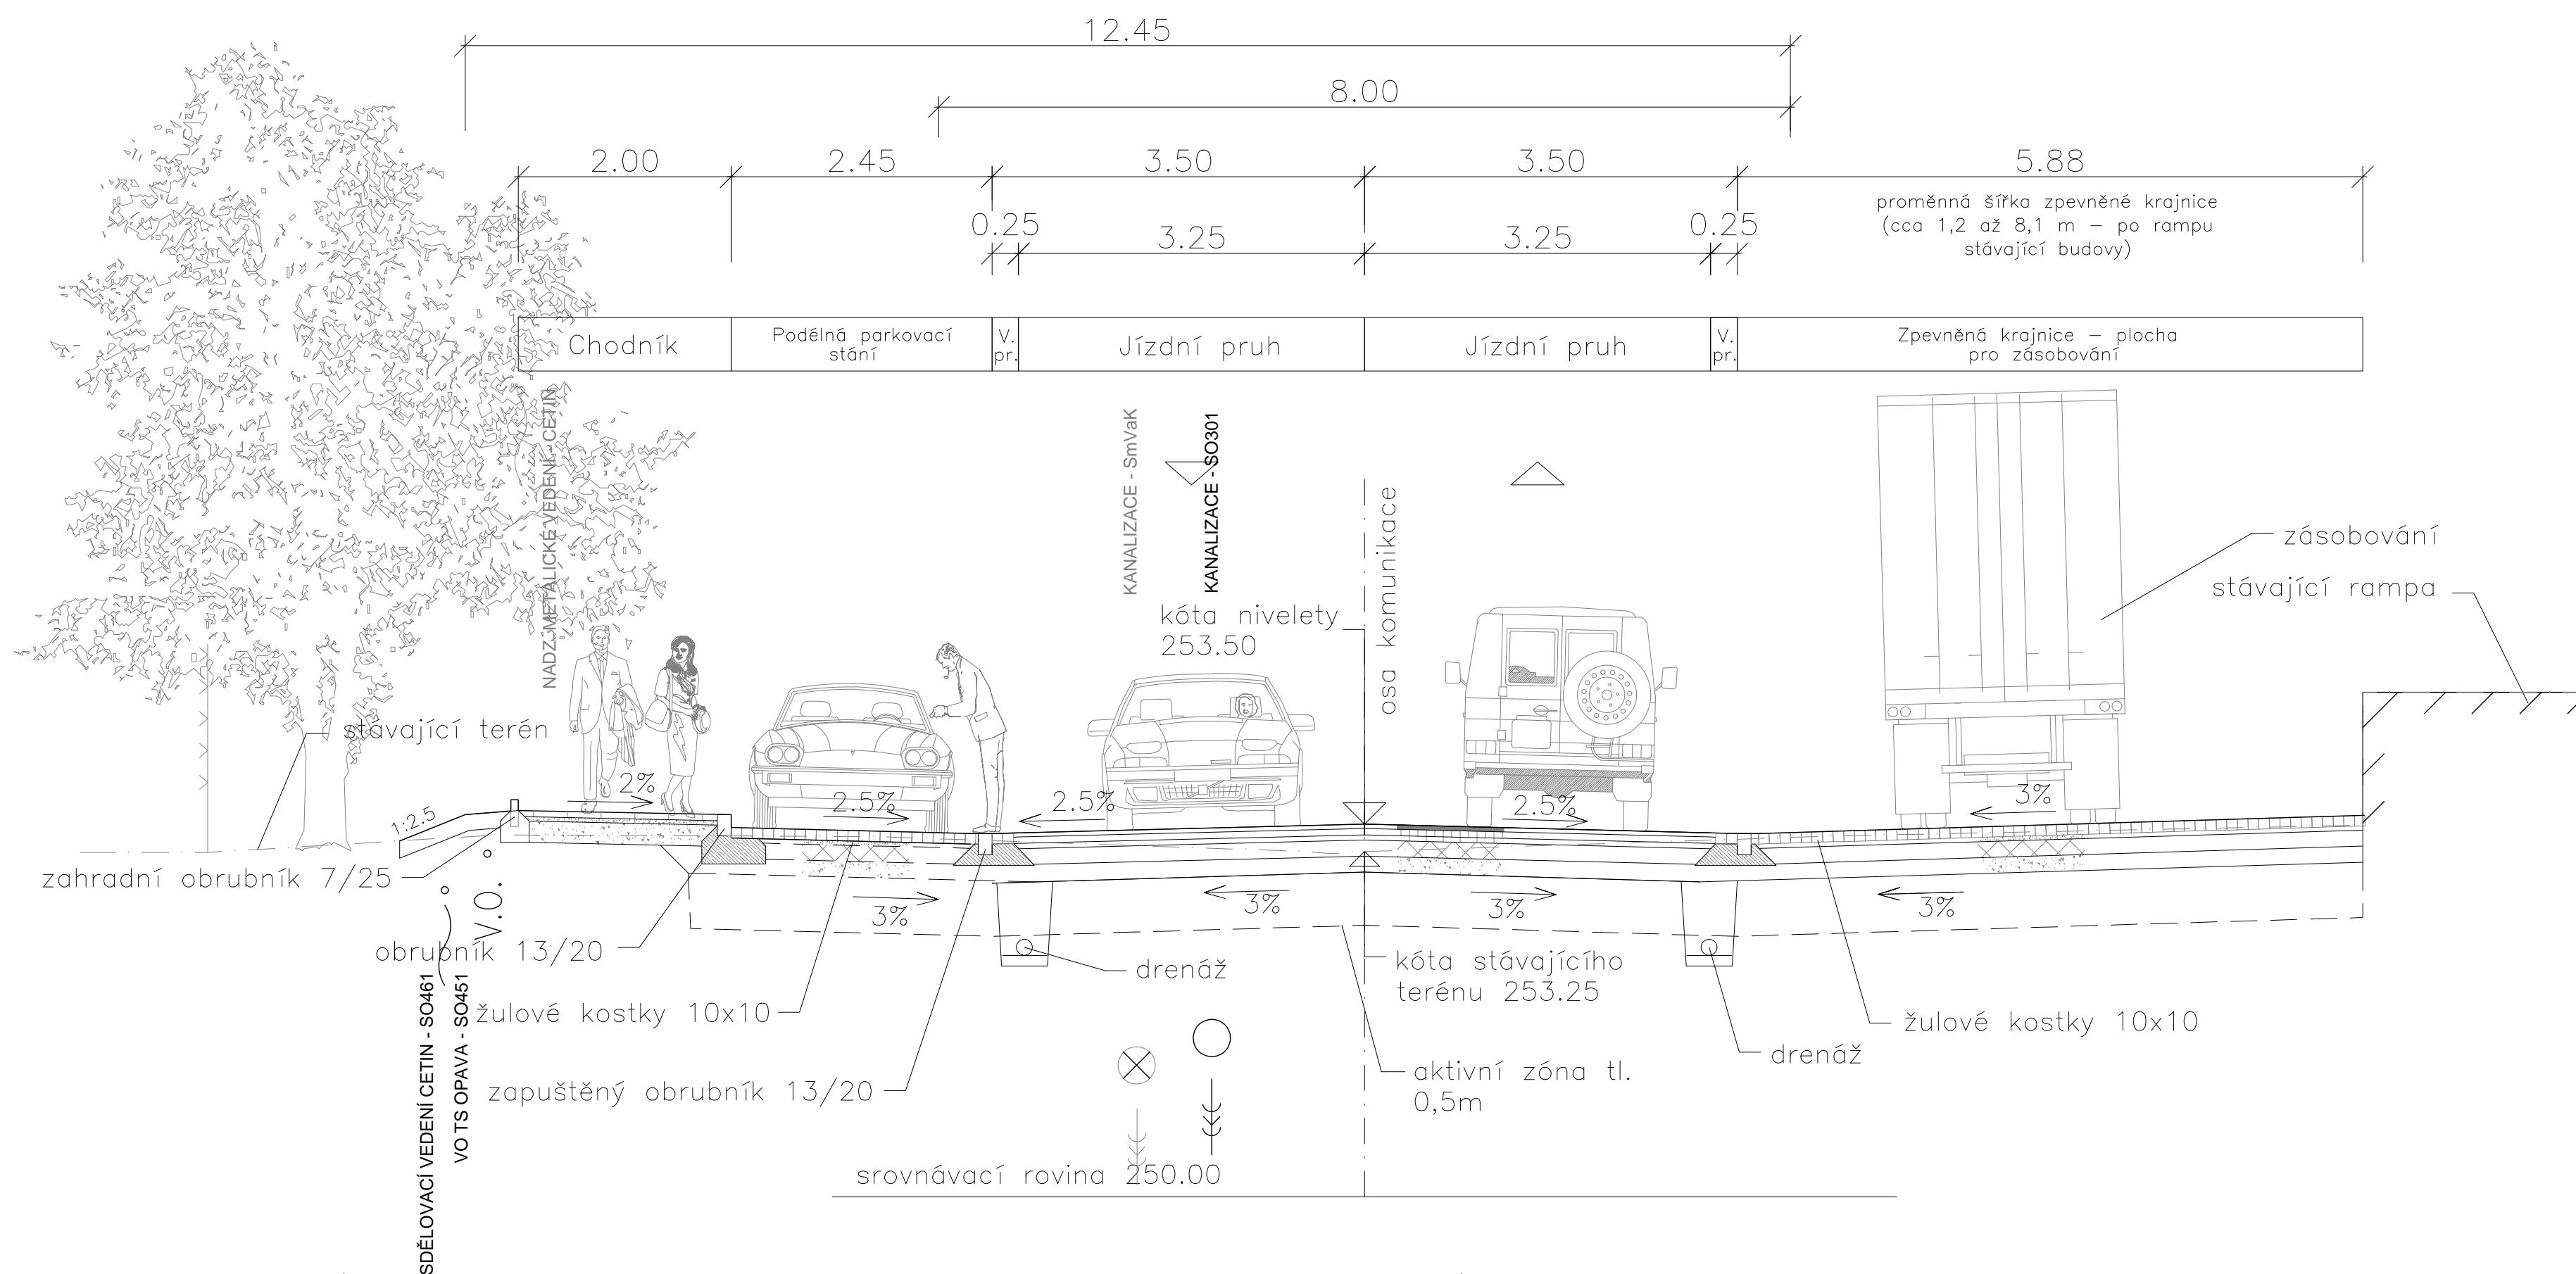 12.45
8.00
2.00 2.45 3.50 3.50 5.88
proměnná šířka zpevněné krajnice
(cca 1,2 až 8,1 m – po rampu
stávající budovy)
0.25 3.25 3.25 0.25
Chodník
Podélná parkovací
stání
V.
pr.
Jízdní pruh
Jízdní pruh
V.
pr.
Zpevněná krajnice – plocha
pro zásobování
NADZ. METALICKÉ VEDENÍ - CETIN
KANALIZACE - SmVaK
KANALIZACE - SO301
osa komunikace
kóta nivelety
253.50
zásobování
stávající rampa
stávající terén
1:2.5
2%
2.5%
2.5%
2.5%
3%
zahradní obrubník 7/25
V.O.
3%
3%
3%
3%
obrubník 13/20
drenáž
kóta stávajícího
terénu 253.25
SDĚLOVACÍ VEDENÍ CETIN - SO461
VO TS OPAVA - SO451
žulové kostky 10x10
žulové kostky 10x10
drenáž
zapuštěný obrubník 13/20
aktivní zóna tl.
0,5m
srovnávací rovina 250.00